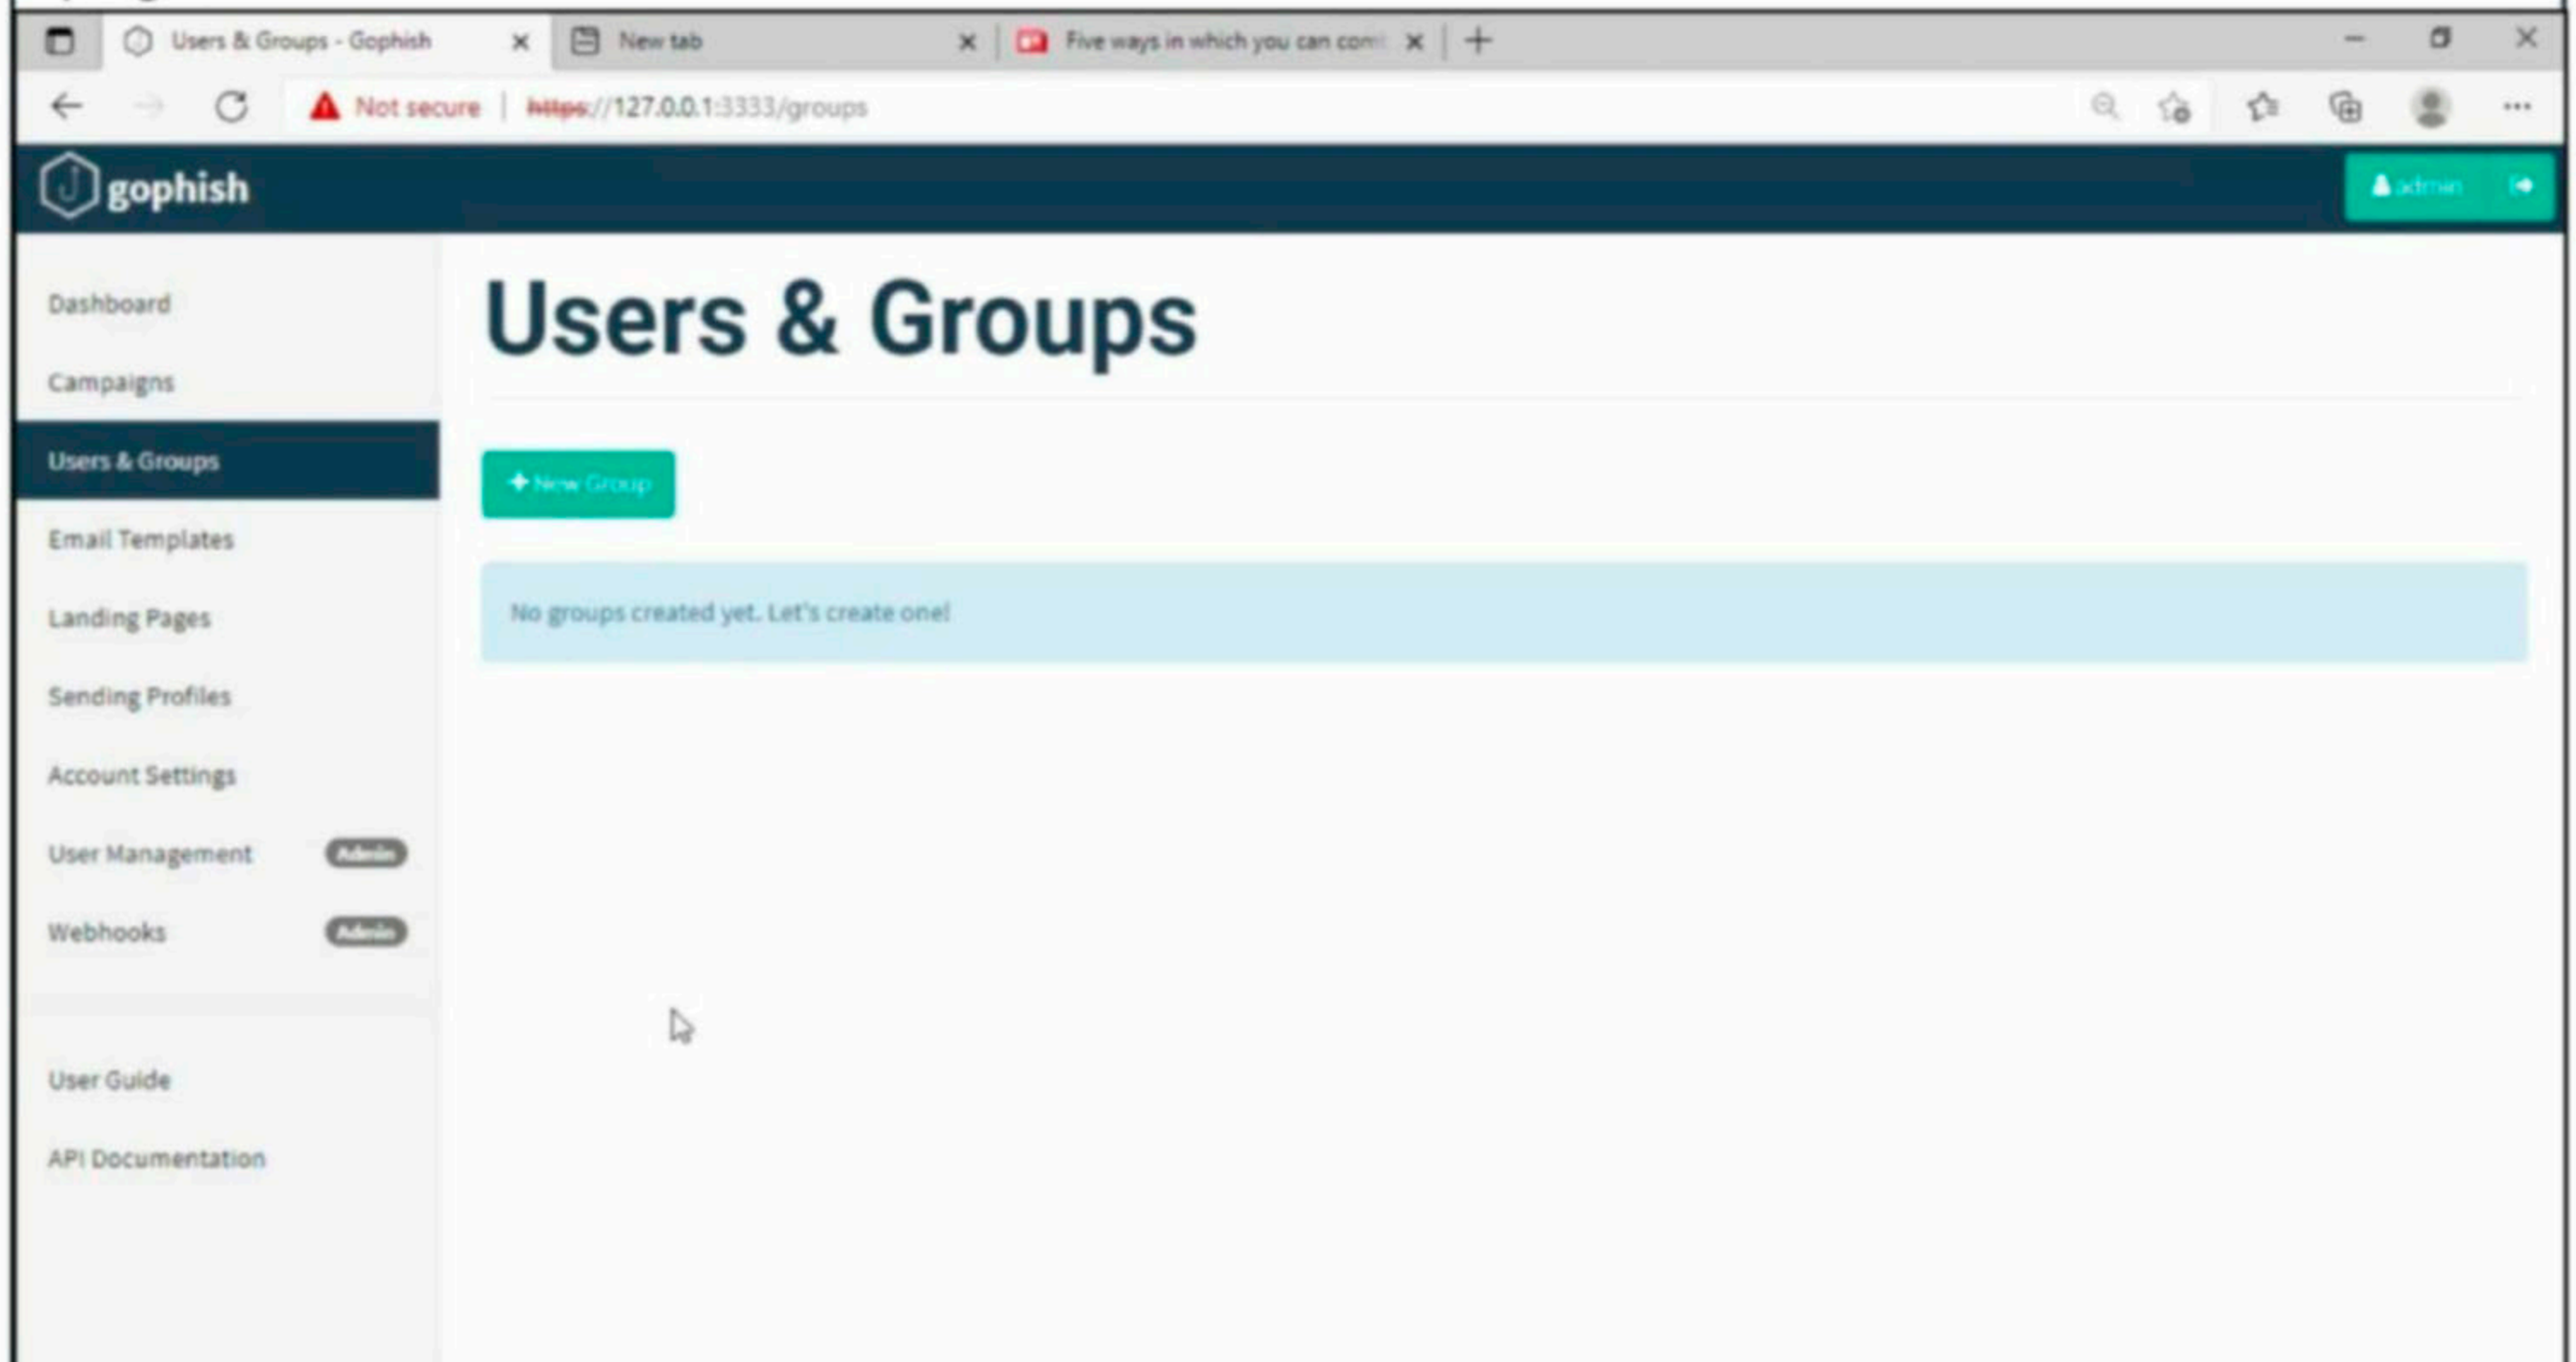 Users & Groups - Gophish
New tab
Five ways in which you can com
Not secure
https://127.0.0.1:3333/groups
gophish
admin
Dashboard
Campaigns
Users & Groups
Email Templates
Landing Pages
Sending Profiles
Account Settings
User Management Admin
Webhooks Admin
User Guide
API Documentation
Users & Groups
New Group
No groups created yet. Let's create one!